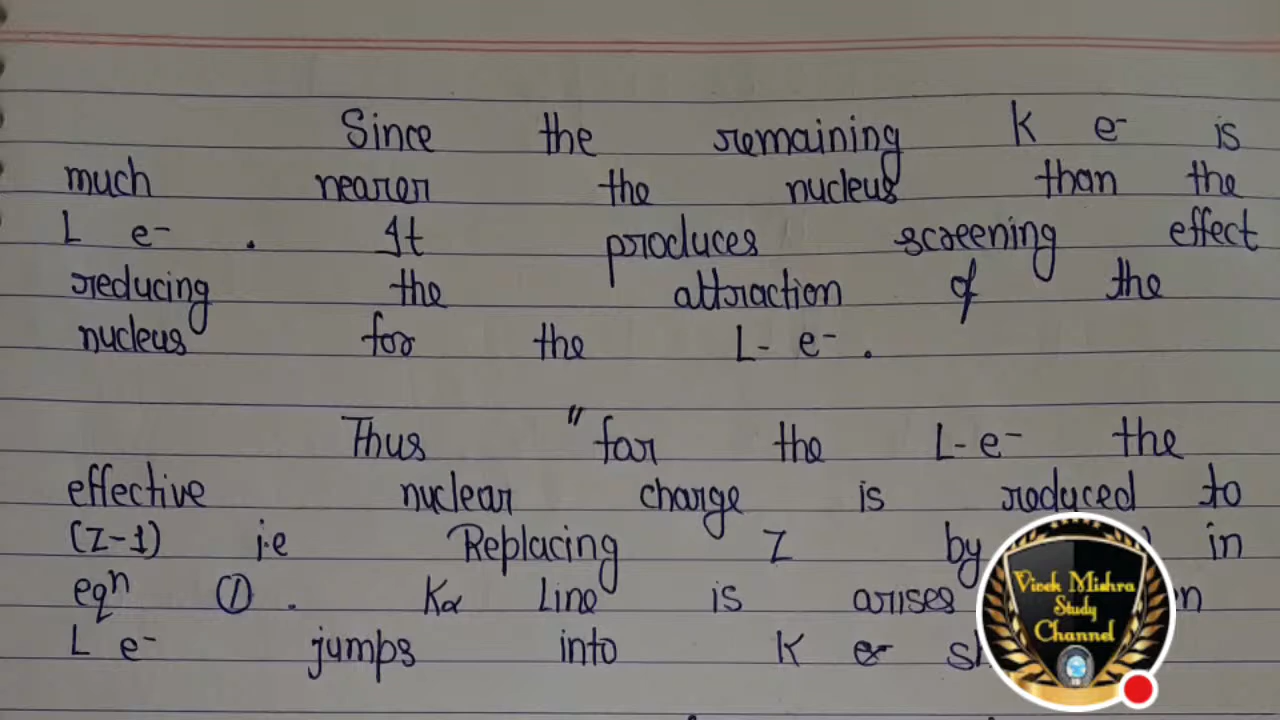 Since the remaining K e- is
much nearer the nucleus than the
L e- . It produces screening effect
reducing the attraction of the
nucleus for the L- e- .
Thus "for the L-e- the
effective nuclear charge is reduced to
(Z-1) i.e Replacing Z by in
eqn ① . Kα Line is arises
L e- jumps into K
Vivek Mishra
Study
Channel